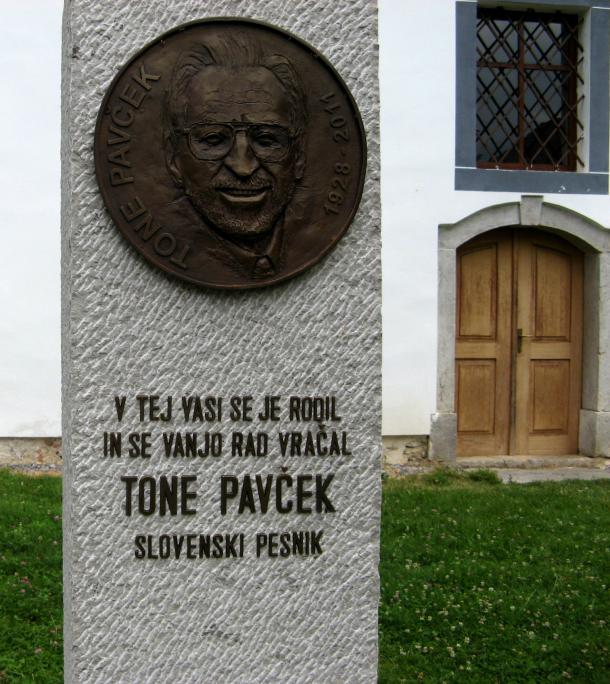 TONE PAVČEK
1928 - 2011
V TEJ VASI SE JE RODIL
IN SE VANJO RAD VRAČAL
TONE PAVČEK
SLOVENSKI PESNIK